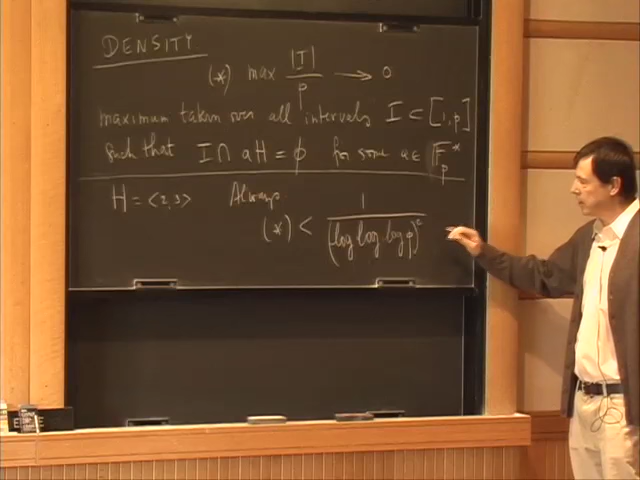 DENSITY
(*) max |I|/p → 0
maximum taken over all intervals I ⊂ [1,p]
such that I ∩ aH = ϕ for some a ∈ F_p^*
H = <2,3> Always
(*) < 1/(log log log p)^c